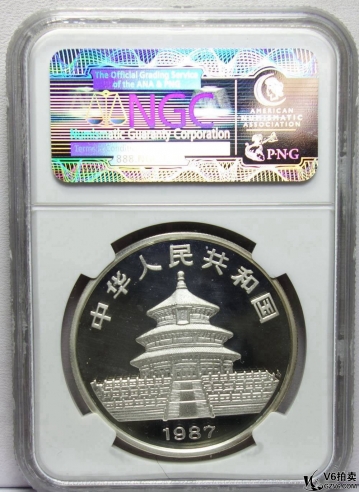 The Official Grading Service
of the ANA & PNG
NGC
Numismatic Guaranty Corporation
AMERICAN
NUMISMATIC
ASSOCIATION
PNG
中华人民共和国
1987
V6拍卖